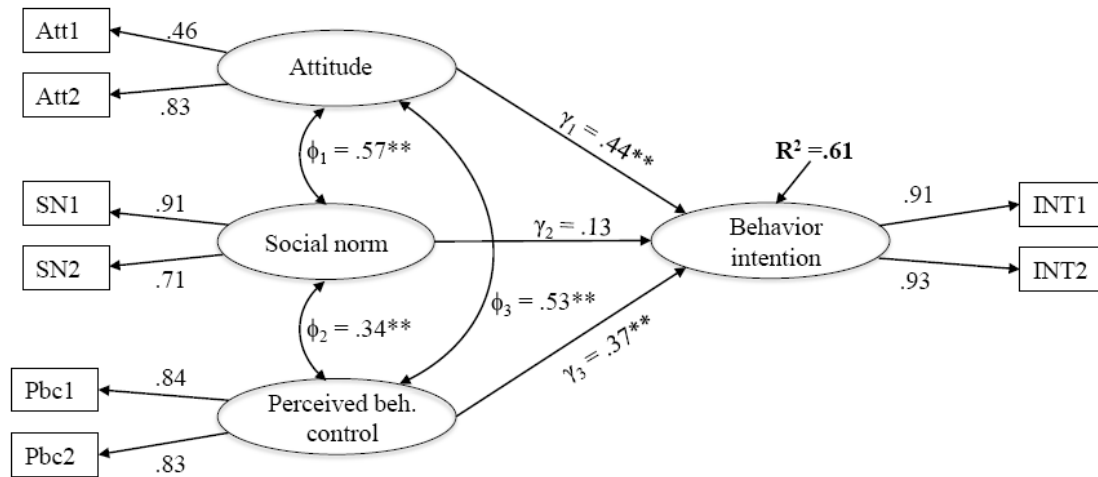 Att1
.46
Attitude
Att2
.83
γ1 = .44**
ϕ1 = .57**
R² =.61
SN1
.91
Social norm
SN2
.71
γ2 = .13
Behavior
intention
.91
INT1
.93
INT2
ϕ2 = .34**
ϕ3 = .53**
γ3 = .37**
Pbc1
.84
Perceived beh.
control
Pbc2
.83